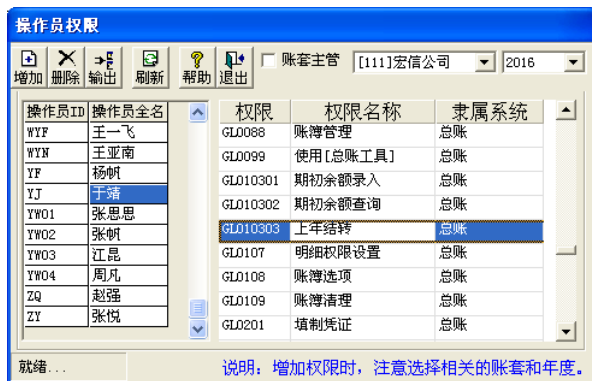 操作员权限
增加 删除 输出 刷新 帮助 退出 账套主管 [111]宏信公司 2016
操作员ID 操作员全名
WYF 王一飞
WYN 王亚南
YF 杨帆
YJ 于靖
YW01 张思思
YW02 张帆
YW03 江昆
YW04 周凡
ZQ 赵强
ZY 张悦
权限 权限名称 隶属系统
GL0088 账簿管理 总账
GL0099 使用[总账工具] 总账
GL010301 期初余额录入 总账
GL010302 期初余额查询 总账
GL010303 上年结转 总账
GL0107 明细权限设置 总账
GL0108 账簿选项 总账
GL0109 账簿清理 总账
GL0201 填制凭证 总账
就绪...
说明：增加权限时，注意选择相关的账套和年度。